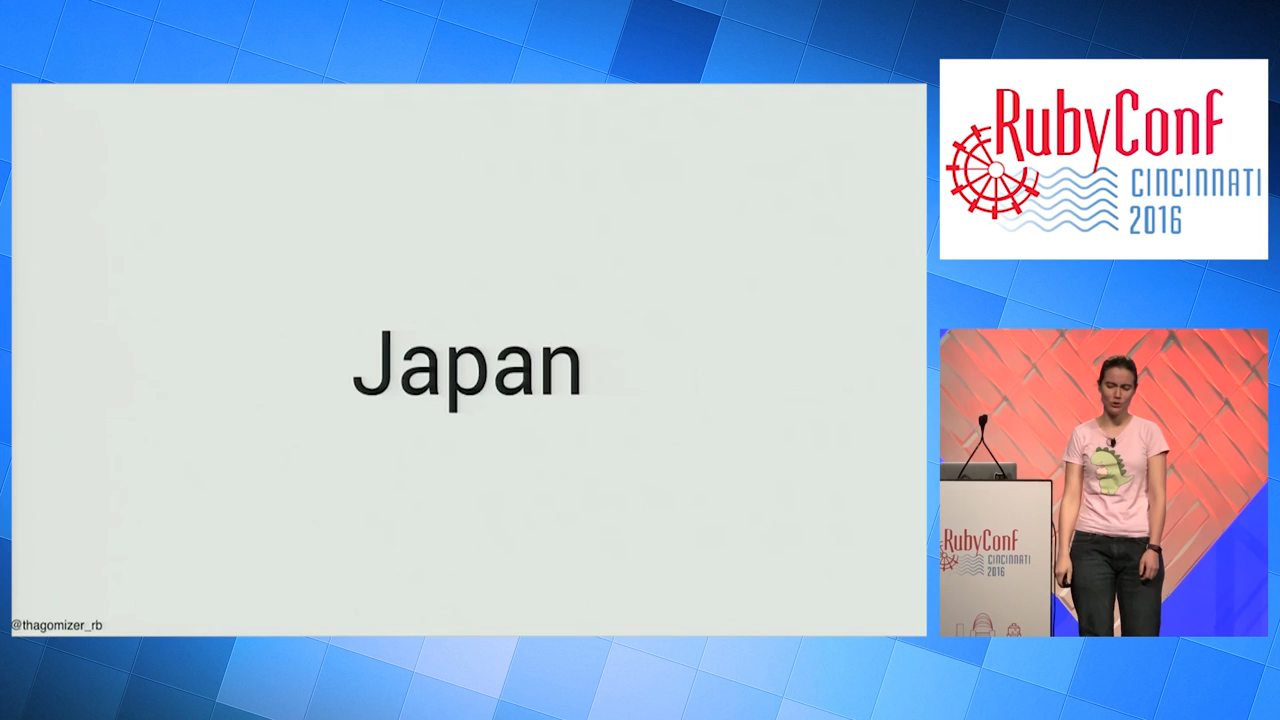 Japan
@thagomizer_rb
RubyConf
CINCINNATI
2016
RubyConf
CINCINNATI
2016